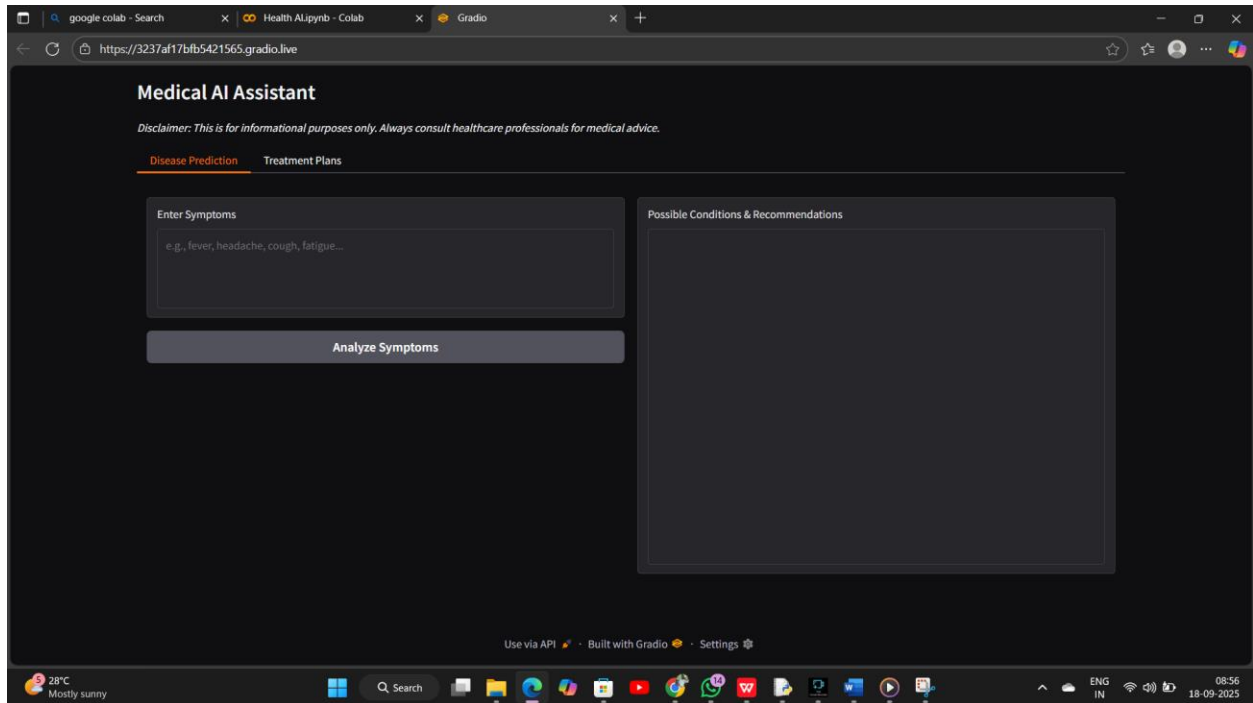 google colab - Search
Health AI.ipynb - Colab
Gradio
https://3237af17bfb5421565.gradio.live
Medical AI Assistant
Disclaimer: This is for informational purposes only. Always consult healthcare professionals for medical advice.
Disease Prediction Treatment Plans
Enter Symptoms
e.g., fever, headache, cough, fatigue...
Analyze Symptoms
Possible Conditions & Recommendations
Use via API · Built with Gradio · Settings
5
28°C
Mostly sunny
Search
14
W
W
ENG
IN
08:56
18-09-2025